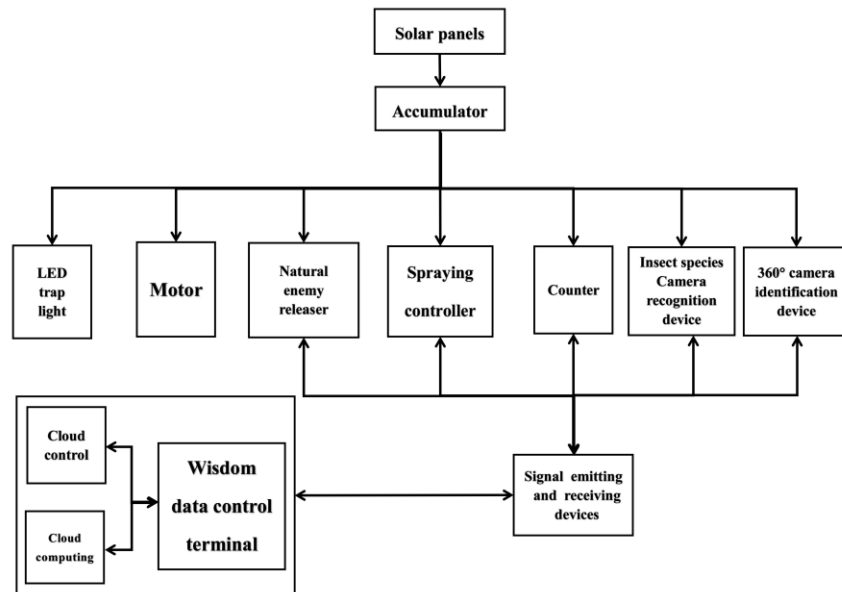 Solar panels
Accumulator
LED
trap
light
Motor
Natural
enemy
releaser
Spraying
controller
Counter
Insect species
Camera
recognition
device
360° camera
identification
device
Cloud
control
Cloud
computing
Wisdom
data control
terminal
Signal emitting
and receiving
devices